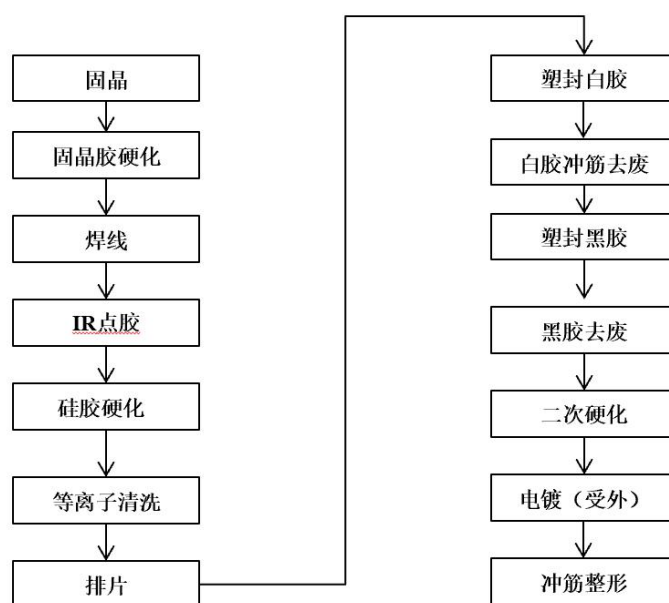 固晶
固晶胶硬化
焊线
IR点胶
硅胶硬化
等离子清洗
排片
塑封白胶
白胶冲筋去废
塑封黑胶
黑胶去废
二次硬化
电镀（受外）
冲筋整形